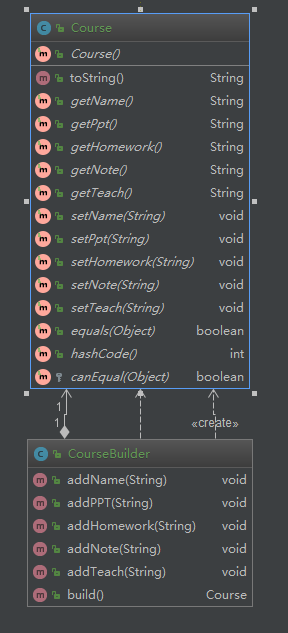 Course
Course()
toString() String
getName() String
getPpt() String
getHomework() String
getNote() String
getTeach() String
setName(String) void
setPpt(String) void
setHomework(String) void
setNote(String) void
setTeach(String) void
equals(Object) boolean
hashCode() int
canEqual(Object) boolean
1
1
«create»
CourseBuilder
addName(String) void
addPPT(String) void
addHomework(String) void
addNote(String) void
addTeach(String) void
build() Course